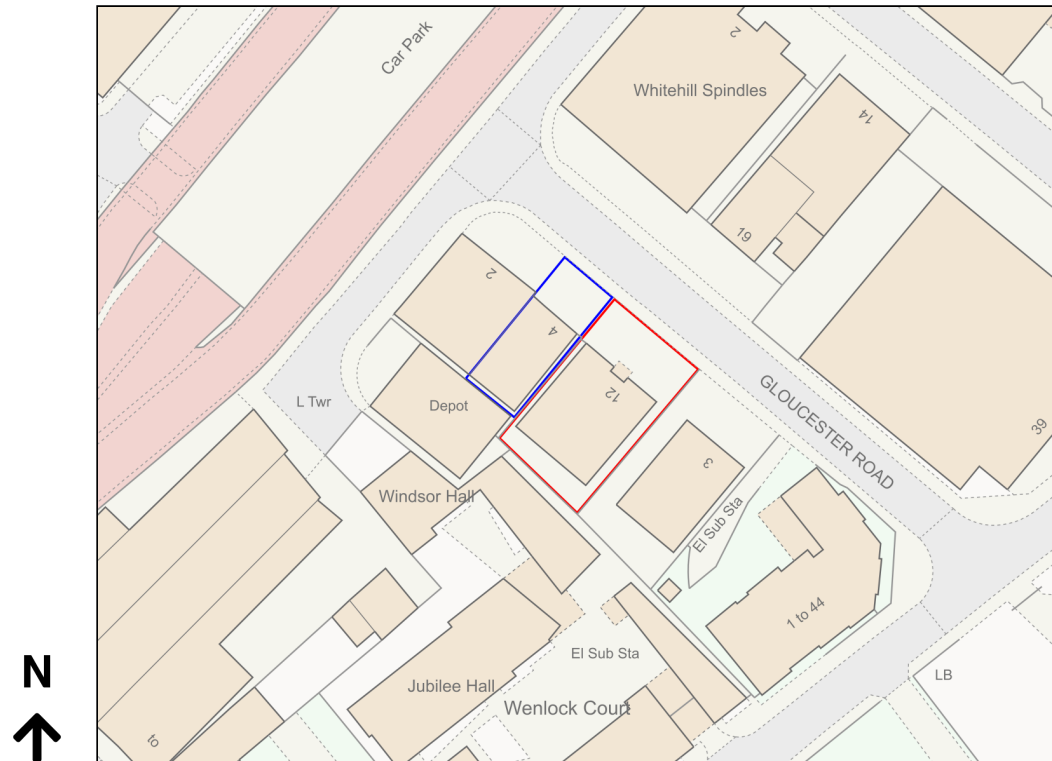 Car Park
2
Whitehill Spindles
14
19
2
4
L Twr
Depot
12
GLOUCESTER ROAD
39
3
Windsor Hall
El Sub Sta
1 to 44
El Sub Sta
LB
Jubilee Hall
Wenlock Court
to
N